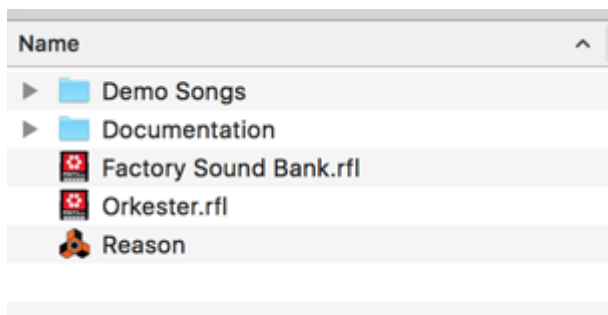 Name
Demo Songs
Documentation
Factory Sound Bank.rfl
Orkester.rfl
Reason